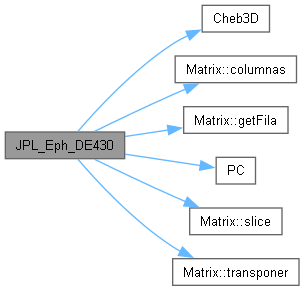 JPL_Eph_DE430
Cheb3D
Matrix::columnas
Matrix::getFila
PC
Matrix::slice
Matrix::transponer